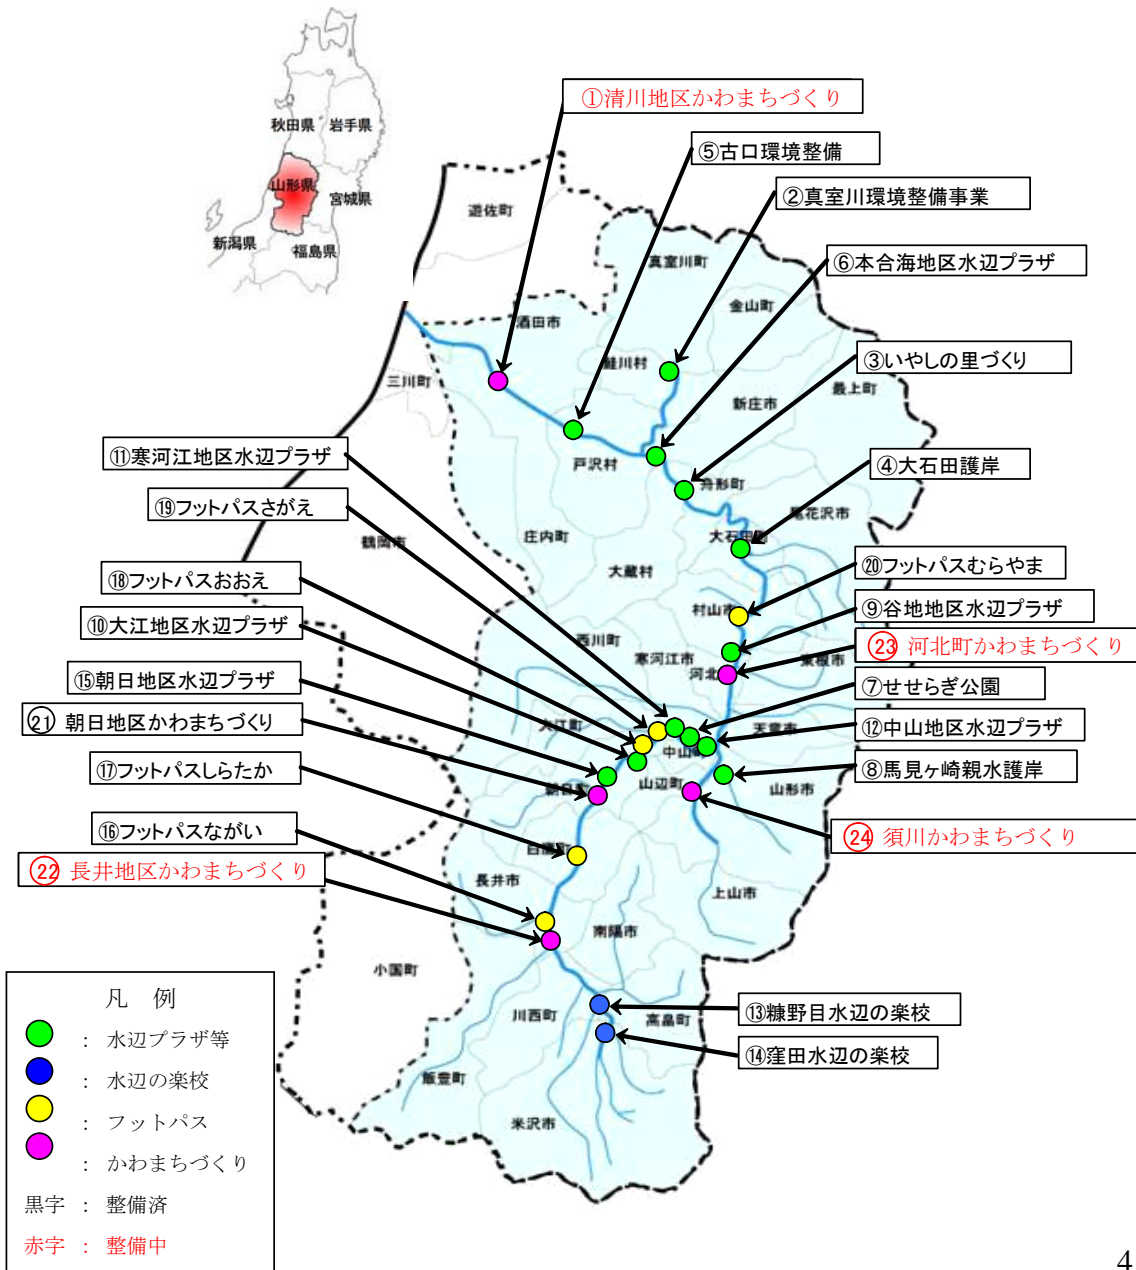 秋田県
岩手県
山形県
宮城県
新潟県
福島県
①清川地区かわまちづくり
⑤古口環境整備
②真室川環境整備事業
⑥本合海地区水辺プラザ
③いやしの里づくり
④大石田護岸
⑳フットパスむらやま
⑨谷地地区水辺プラザ
㉓ 河北町かわまちづくり
⑦せせらぎ公園
⑫中山地区水辺プラザ
⑧馬見ヶ崎親水護岸
㉔ 須川かわまちづくり
⑪寒河江地区水辺プラザ
⑲フットパスさがえ
⑱フットパスおおえ
⑩大江地区水辺プラザ
⑮朝日地区水辺プラザ
㉑ 朝日地区かわまちづくり
⑰フットパスしらたか
⑯フットパスながい
㉒ 長井地区かわまちづくり
⑬糠野目水辺の楽校
⑭窪田水辺の楽校
遊佐町
真室川町
金山町
酒田市
鮭川村
三川町
最上町
新庄市
戸沢村
舟形町
尾花沢市
庄内町
大石田町
鶴岡市
大蔵村
村山市
西川町
寒河江市
東根市
河北
大江町
天童市
中山町
朝日町
山辺町
山形市
白鷹町
長井市
上山市
南陽市
小国町
川西町
高畠町
飯豊町
米沢市
凡 例
： 水辺プラザ等
： 水辺の楽校
： フットパス
： かわまちづくり
黒字 ： 整備済
赤字 ： 整備中
4